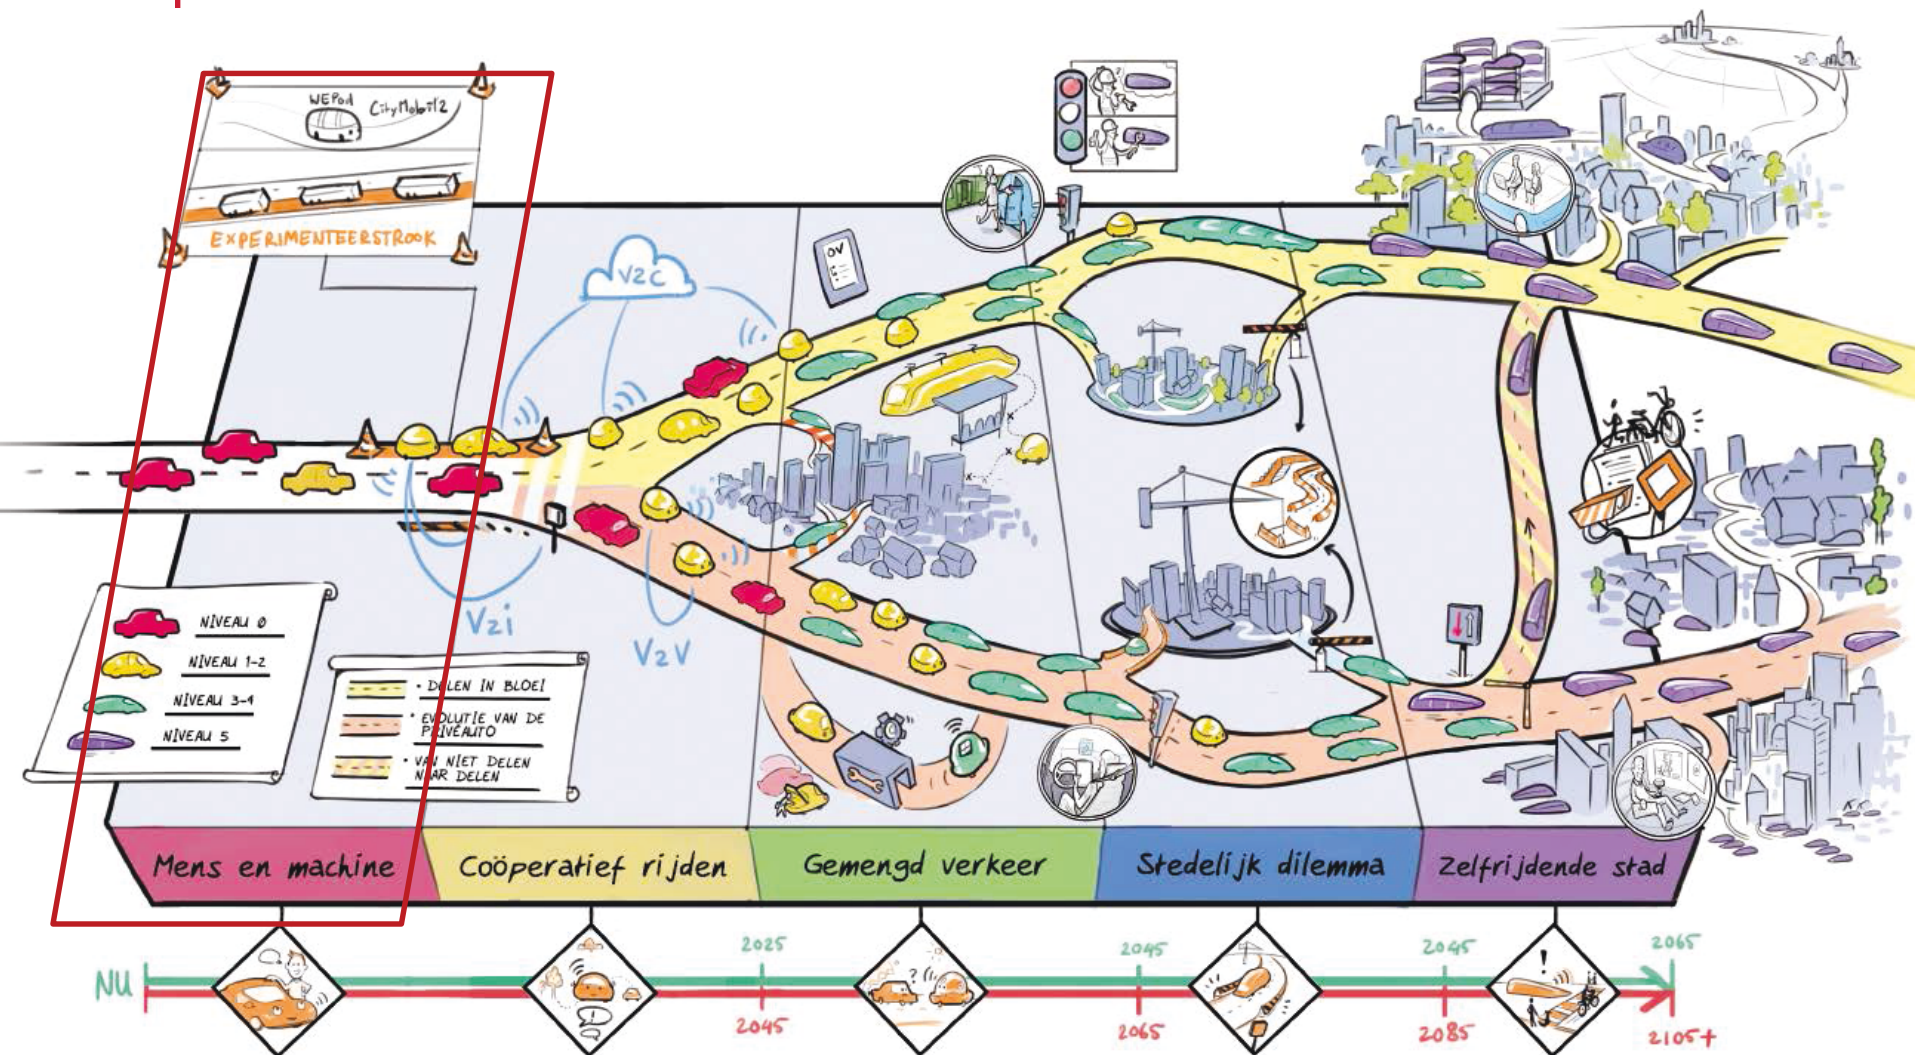 WEPod
CityMobil2
EXPERIMENTEERSTROOK
V2C
OV
V2i
V2V
NIVEAU 0
NIVEAU 1-2
NIVEAU 3-4
NIVEAU 5
• DELEN IN BLOEI
• EVOLUTIE VAN DE
PRIVÉAUTO
• VAN NIET DELEN
NAAR DELEN
Mens en machine
Coöperatief rijden
Gemengd verkeer
Stedelijk dilemma
Zelfrijdende stad
NU
2025
2045
2045
2065
2045
2065
2085
2105+
?
!
!